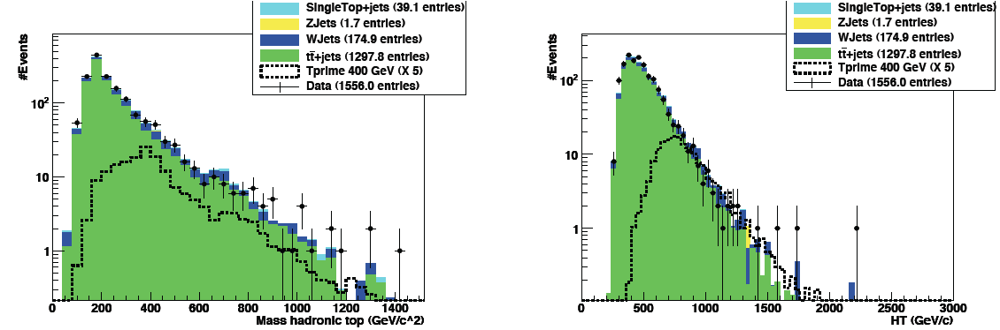 SingleTop+jets (39.1 entries)
ZJets (1.7 entries)
WJets (174.9 entries)
tt̄+jets (1297.8 entries)
Tprime 400 GeV (X 5)
Data (1556.0 entries)
#Events
10²
10
1
0 200 400 600 800 1000 1200 1400
Mass hadronic top (GeV/c^2)
SingleTop+jets (39.1 entries)
ZJets (1.7 entries)
WJets (174.9 entries)
tt̄+jets (1297.8 entries)
Tprime 400 GeV (X 5)
Data (1556.0 entries)
#Events
10²
10
1
0 500 1000 1500 2000 2500 3000
HT (GeV/c)